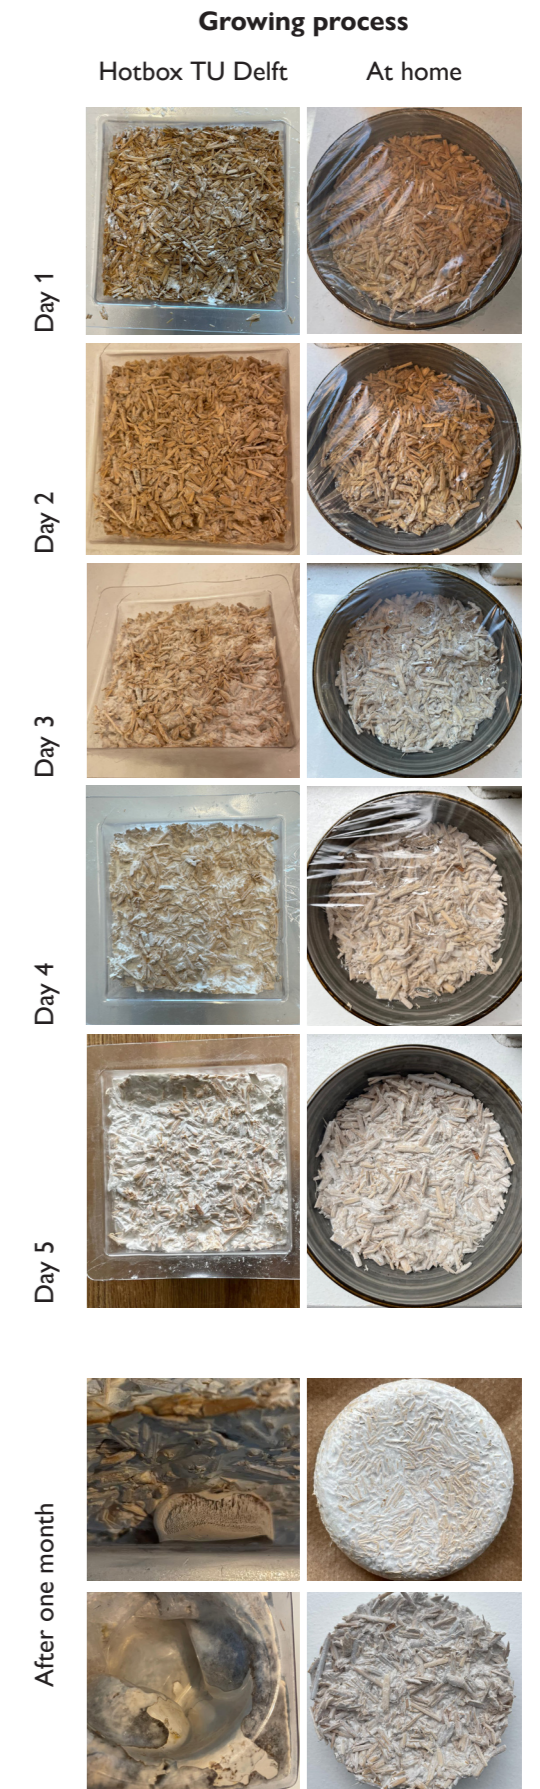 Growing process
Hotbox TU Delft
At home
Day 1
Day 2
Day 3
Day 4
Day 5
After one month